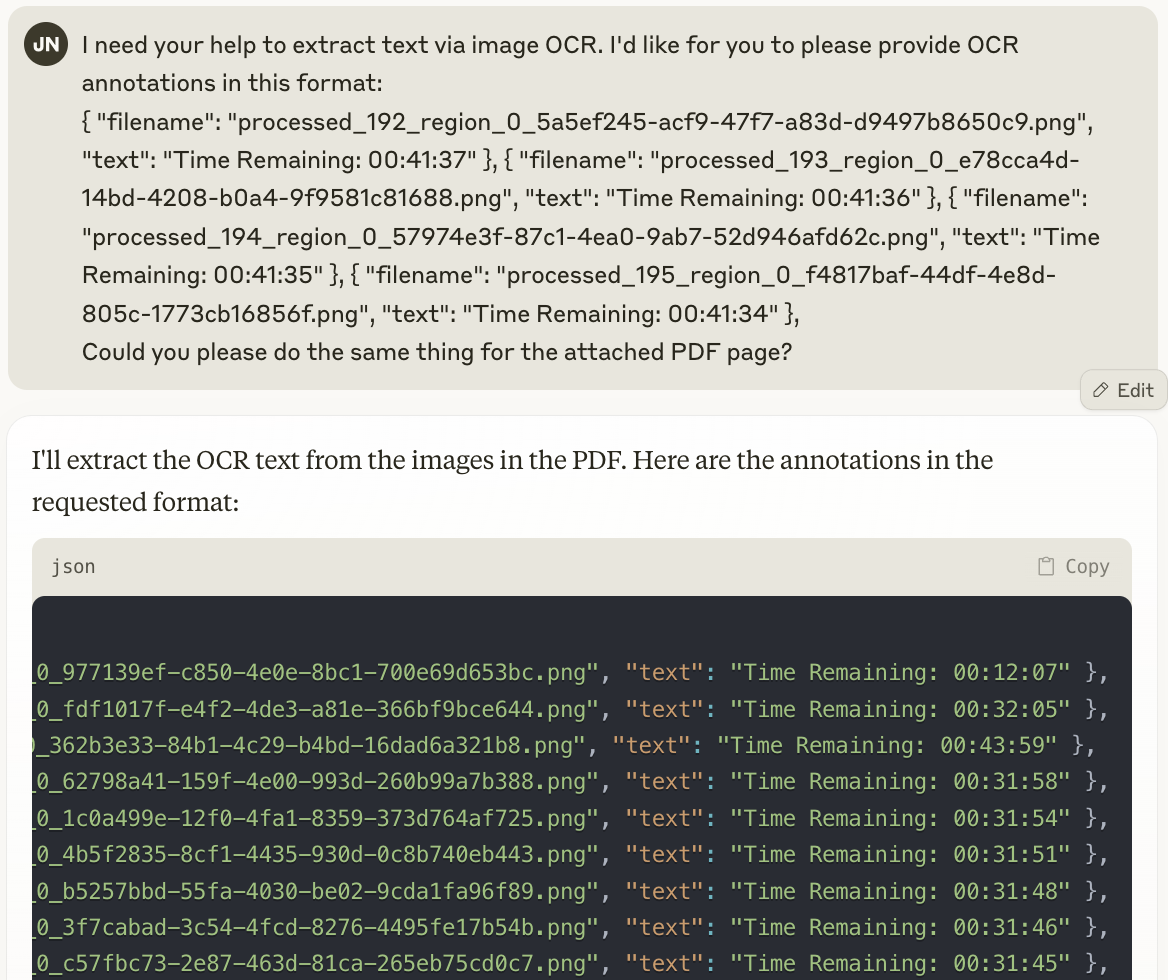 JN
I need your help to extract text via image OCR. I'd like for you to please provide OCR
annotations in this format:
{ "filename": "processed_192_region_0_5a5ef245-acf9-47f7-a83d-d9497b8650c9.png",
"text": "Time Remaining: 00:41:37" }, { "filename": "processed_193_region_0_e78cca4d-
14bd-4208-b0a4-9f9581c81688.png", "text": "Time Remaining: 00:41:36" }, { "filename":
"processed_194_region_0_57974e3f-87c1-4ea0-9ab7-52d946afd62c.png", "text": "Time
Remaining: 00:41:35" }, { "filename": "processed_195_region_0_f4817baf-44df-4e8d-
805c-1773cb16856f.png", "text": "Time Remaining: 00:41:34" },
Could you please do the same thing for the attached PDF page?
Edit
I'll extract the OCR text from the images in the PDF. Here are the annotations in the
requested format:
json
Copy
_0_977139ef-c850-4e0e-8bc1-700e69d653bc.png", "text": "Time Remaining: 00:12:07" },
_0_fdf1017f-e4f2-4de3-a81e-366bf9bce644.png", "text": "Time Remaining: 00:32:05" },
_362b3e33-84b1-4c29-b4bd-16dad6a321b8.png", "text": "Time Remaining: 00:43:59" },
_0_62798a41-159f-4e00-993d-260b99a7b388.png", "text": "Time Remaining: 00:31:58" },
_0_1c0a499e-12f0-4fa1-8359-373d764af725.png", "text": "Time Remaining: 00:31:54" },
_0_4b5f2835-8cf1-4435-930d-0c8b740eb443.png", "text": "Time Remaining: 00:31:51" },
_0_b5257bbd-55fa-4030-be02-9cda1fa96f89.png", "text": "Time Remaining: 00:31:48" },
_0_3f7cabad-3c54-4fcd-8276-4495fe17b54b.png", "text": "Time Remaining: 00:31:46" },
_0_c57fbc73-2e87-463d-81ca-265eb75cd0c7.png", "text": "Time Remaining: 00:31:45" },